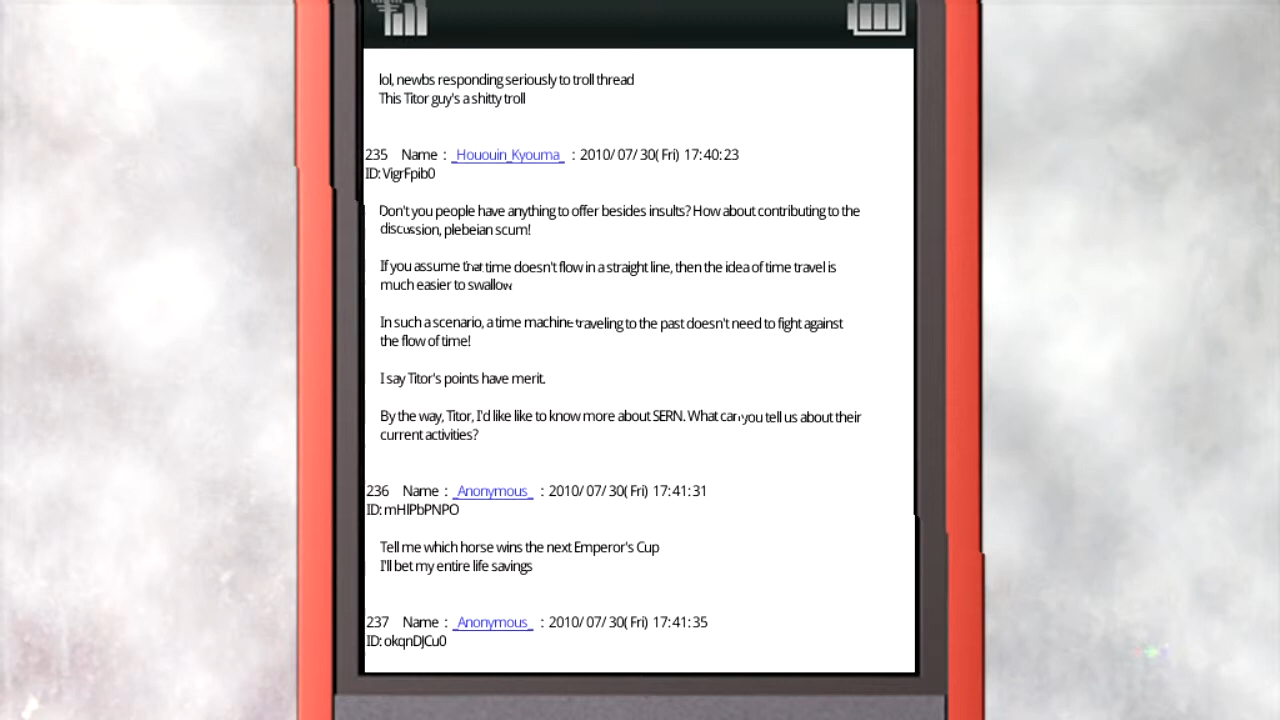 lol, newbs responding seriously to troll thread
This Titor guy's a shitty troll
235 Name : _Hououin_Kyouma_ : 2010/07/30(Fri) 17:40:23
ID: VigrFpib0
Don't you people have anything to offer besides insults? How about contributing to the
discussion, plebeian scum!
If you assume that time doesn't flow in a straight line, then the idea of time travel is
much easier to swallow
In such a scenario, a time machine traveling to the past doesn't need to fight against
the flow of time!
I say Titor's points have merit.
By the way, Titor, I'd like like to know more about SERN. What can you tell us about their
current activities?
236 Name : _Anonymous_ : 2010/07/30(Fri) 17:41:31
ID: mHlPbPNPO
Tell me which horse wins the next Emperor's Cup
I'll bet my entire life savings
237 Name : _Anonymous_ : 2010/07/30(Fri) 17:41:35
ID: okqnDJCu0